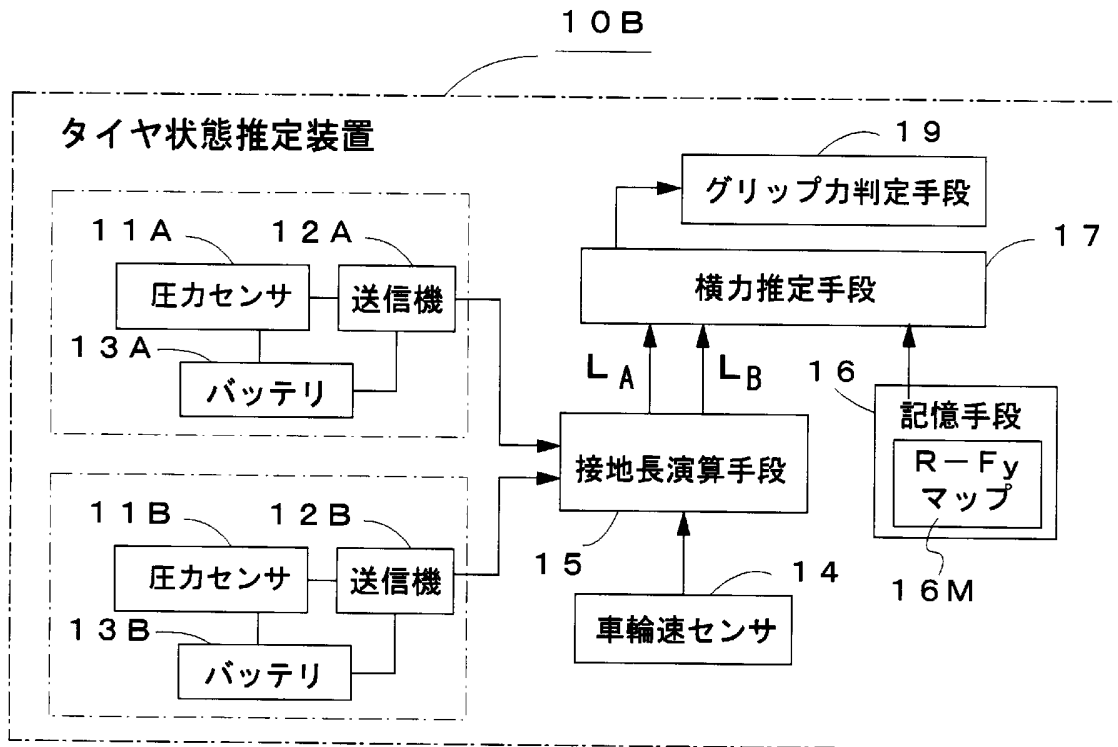 10B
タイヤ状態推定装置
19
グリップ力判定手段
17
横力推定手段
11A
12A
圧力センサ
送信機
13A
バッテリ
LA
LB
16
記憶手段
R-Fy
マップ
16M
接地長演算手段
15
14
車輪速センサ
11B
12B
圧力センサ
送信機
13B
バッテリ